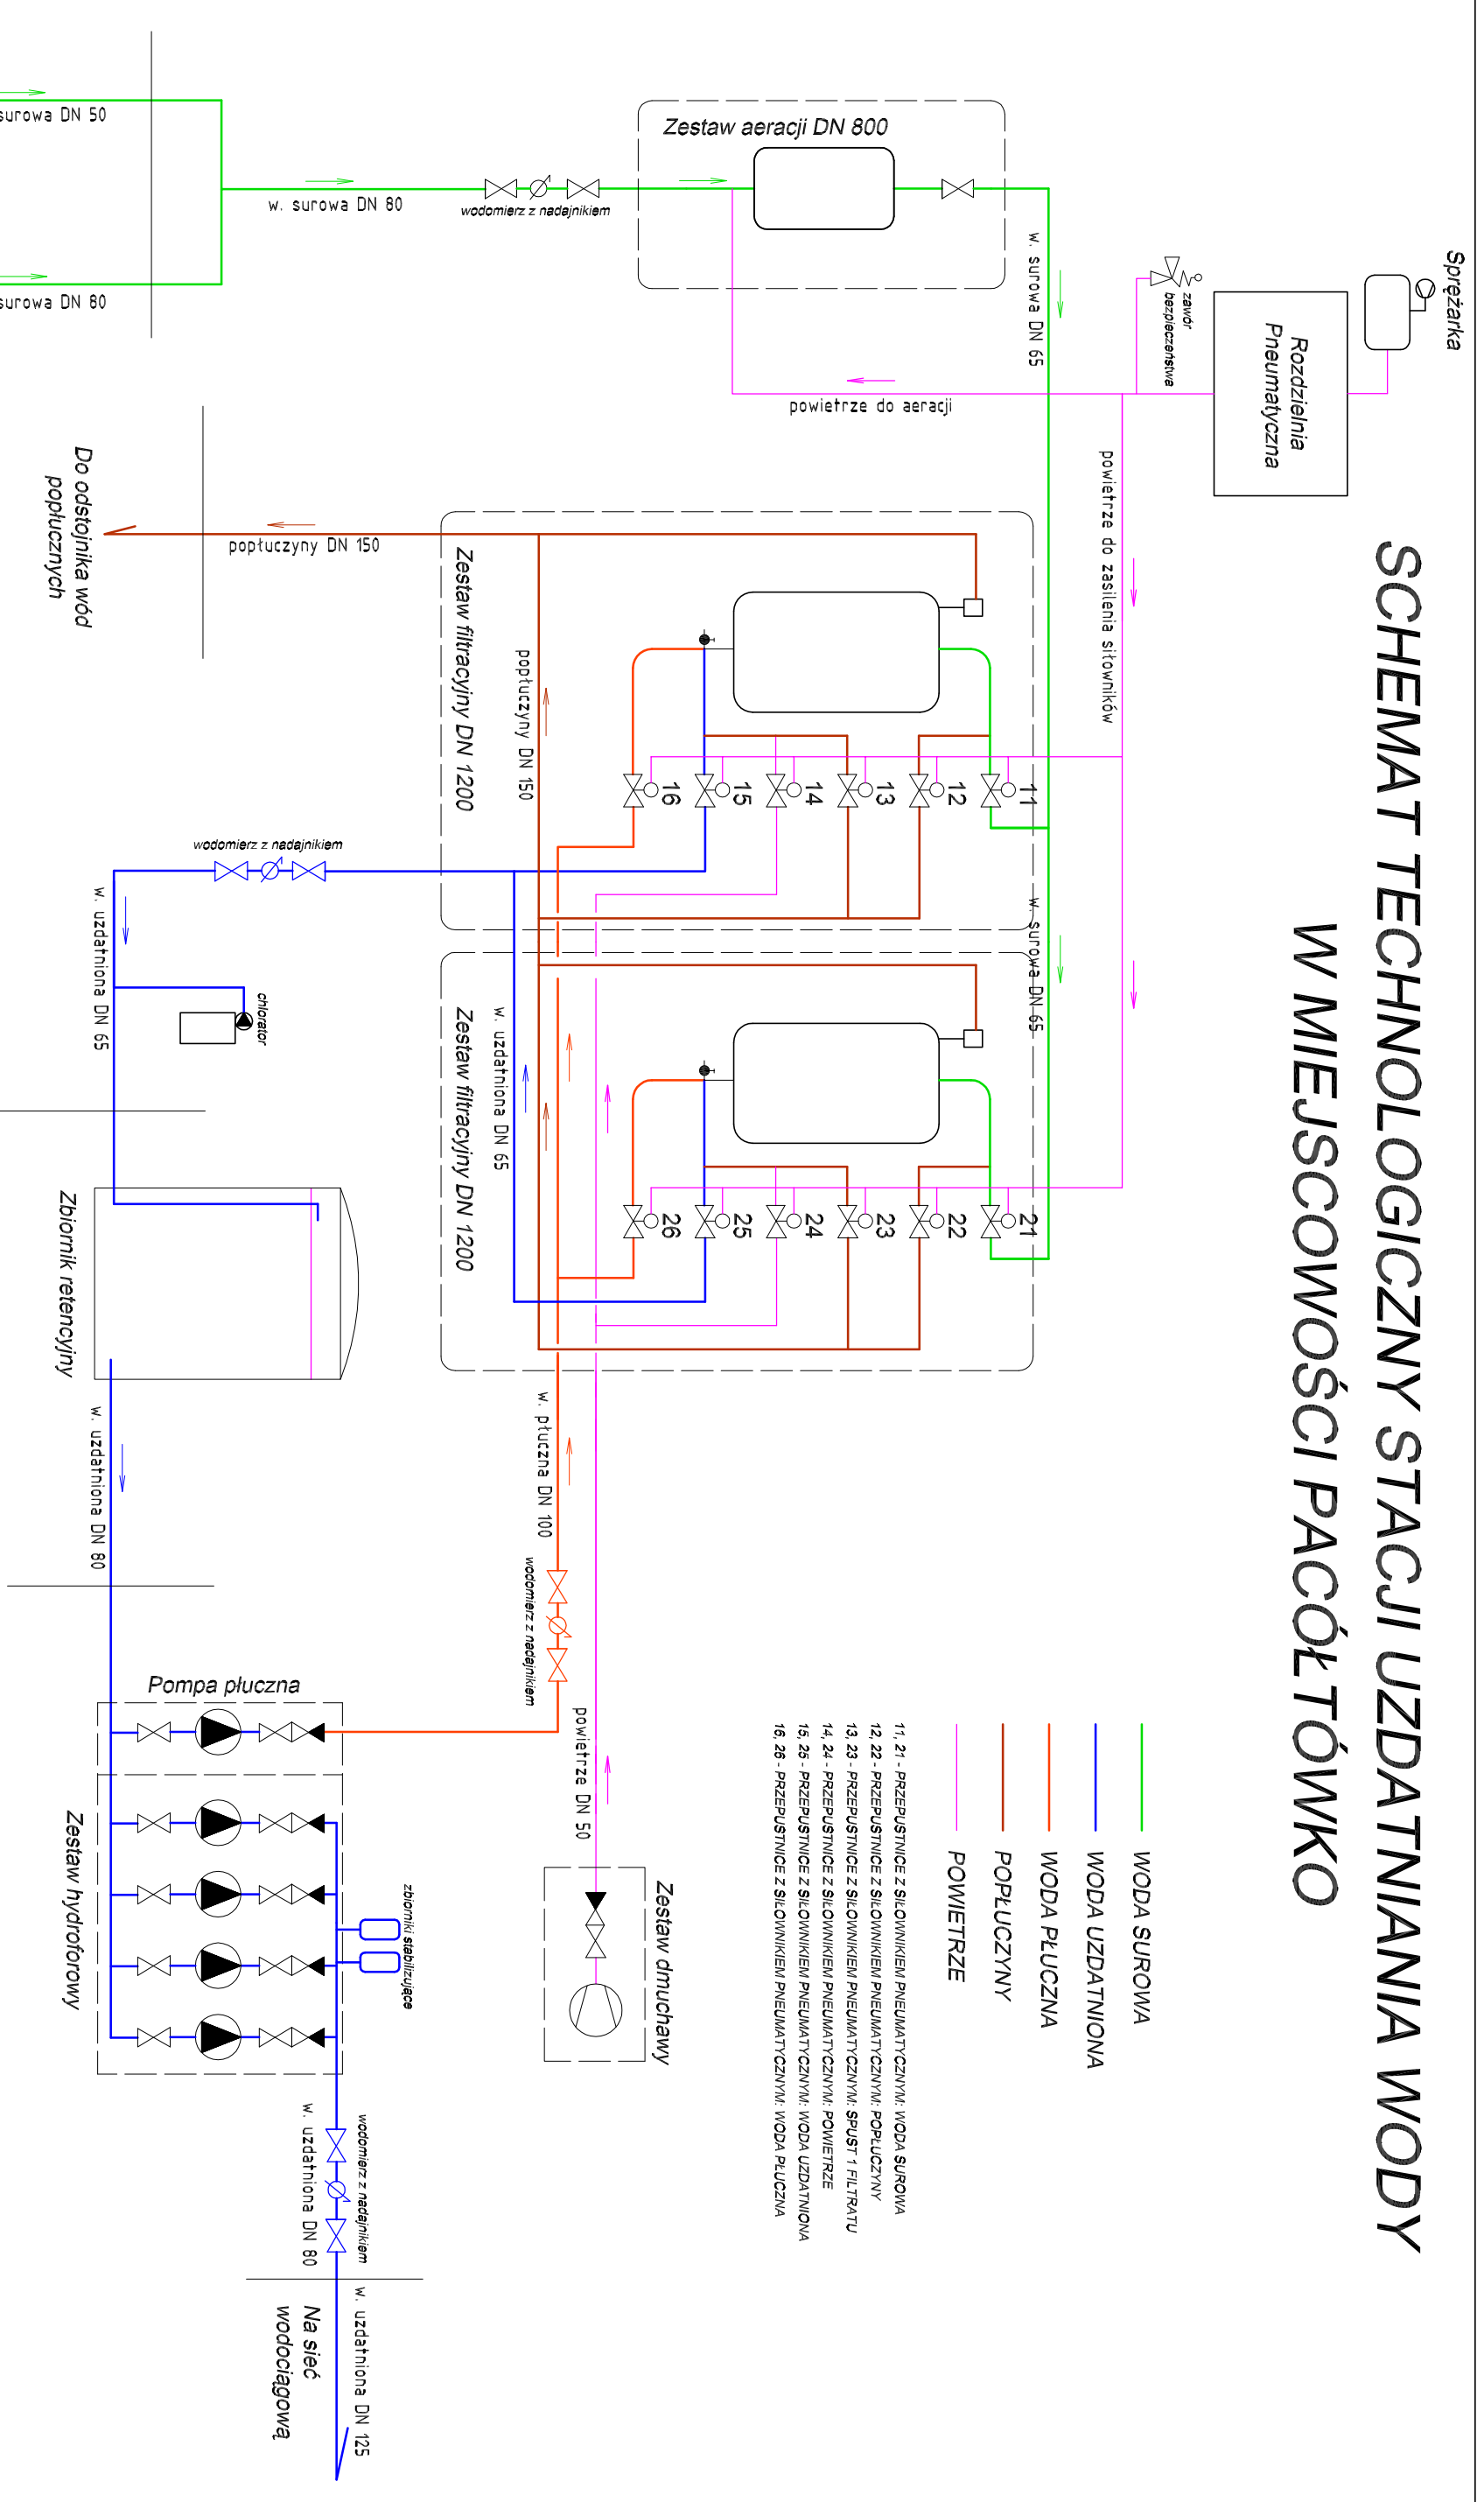 SCHEMAT TECHNOLOGICZNY STACJI UZDATNIANIA WODY
W MIEJSCOWOŚCI PACÓŁTÓWKO
Sprężarka
Rozdzielnia
Pneumatyczna
zawór
bezpieczeństwa
Zestaw aeracji DN 800
surowa DN 50
surowa DN 80
w. surowa DN 80
wodomierz z nadajnikiem
w. surowa DN 65
powietrze do aeracji
powietrze do zasilenia siłowników
Do odstojnika wód
popłucznych
popłuczyny DN 150
Zestaw filtracyjny DN 1200
popłuczyny DN 150
11
12
13
14
15
16
w. surowa DN 65
wodomierz z nadajnikiem
w. uzdatniona DN 65
chlorator
Zestaw filtracyjny DN 1200
w. uzdatniona DN 65
21
22
23
24
25
26
Zbiornik retencyjny
w. uzdatniona DN 80
w. płuczna DN 100
wodomierz z nadajnikiem
powietrze DN 50
Pompa płuczna
Zestaw hydroforowy
zbiorniki stabilizujące
Zestaw dmuchawy
WODA SUROWA
WODA UZDATNIONA
WODA PŁUCZNA
POPŁUCZYNY
POWIETRZE
11, 21 - PRZEPUSTNICE Z SIŁOWNIKIEM PNEUMATYCZNYM: WODA SUROWA
12, 22 - PRZEPUSTNICE Z SIŁOWNIKIEM PNEUMATYCZNYM: POPŁUCZYNY
13, 23 - PRZEPUSTNICE Z SIŁOWNIKIEM PNEUMATYCZNYM: SPUST 1 FILTRATU
14, 24 - PRZEPUSTNICE Z SIŁOWNIKIEM PNEUMATYCZNYM: POWIETRZE
15, 25 - PRZEPUSTNICE Z SIŁOWNIKIEM PNEUMATYCZNYM: WODA UZDATNIONA
16, 26 - PRZEPUSTNICE Z SIŁOWNIKIEM PNEUMATYCZNYM: WODA PŁUCZNA
wodomierz z nadajnikiem
w. uzdatniona DN 80
w. uzdatniona DN 125
Na sieć
wodociągową